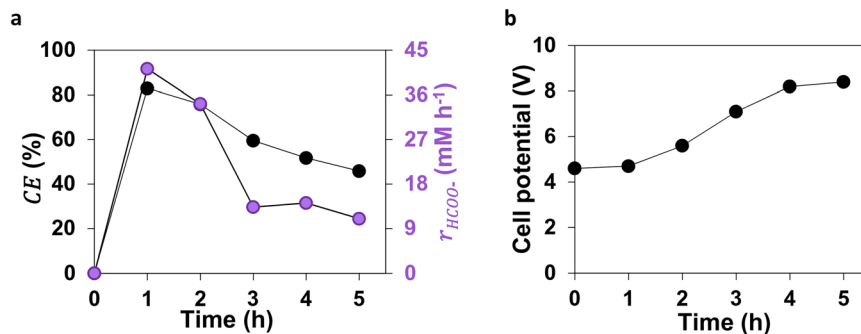 a
100
80
60
40
20
0
CE (%)
45
36
27
18
9
0
r_HCOO- (mM h⁻¹)
0 1 2 3 4 5
Time (h)
b
10
8
6
4
2
0
Cell potential (V)
0 1 2 3 4 5
Time (h)